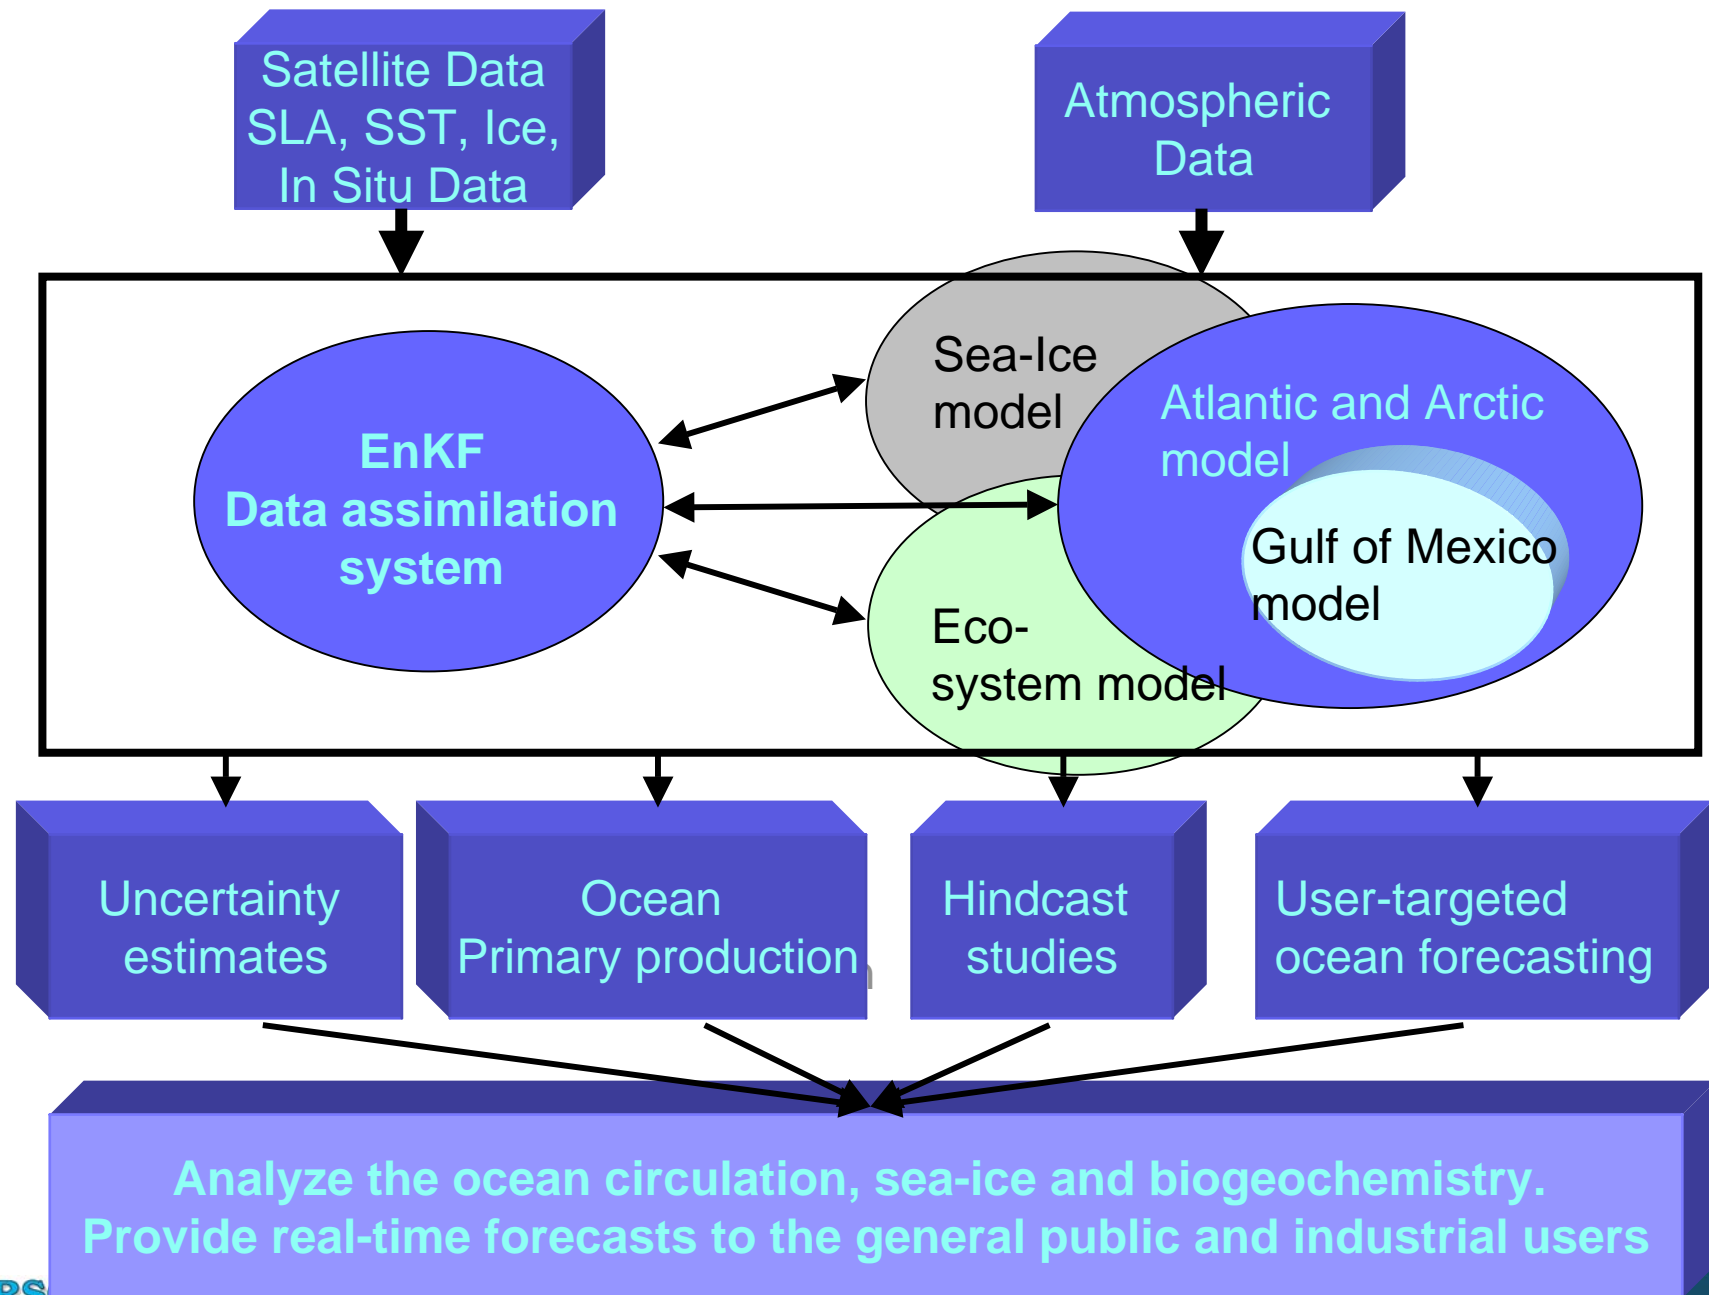 Satellite Data
SLA, SST, Ice,
In Situ Data
Atmospheric
Data
Sea-Ice
model
Atlantic and Arctic
model
EnKF
Data assimilation
system
Gulf of Mexico
model
Eco-
system model
Uncertainty
estimates
Ocean
Primary production
Hindcast
studies
User-targeted
ocean forecasting
Analyze the ocean circulation, sea-ice and biogeochemistry.
Provide real-time forecasts to the general public and industrial users